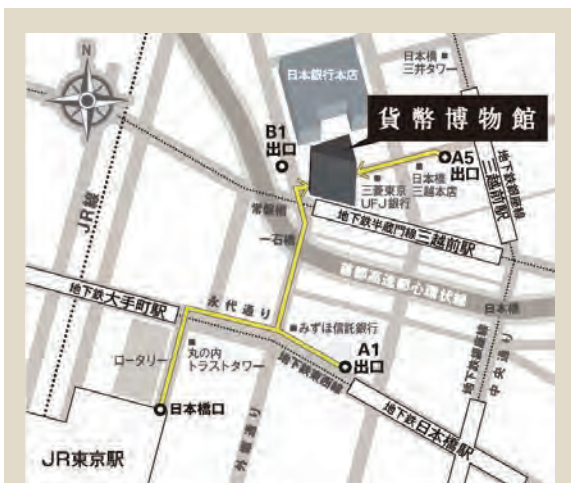 N
日本銀行本店
日本橋
三井タワー
貨幣博物館
B1
出口
A5
出口
三菱東京
UFJ銀行
日本橋
三越本店
地下鉄銀座線
三越前駅
地下鉄半蔵門線三越前駅
JR線
常盤橋
一石橋
首都高速都心環状線
日本橋
地下鉄大手町駅
永代通り
みずほ信託銀行
A1
出口
丸の内
トラストタワー
ロータリー
地下鉄東西線
地下鉄銀座線
中央通り
日本橋口
地下鉄日本橋駅
外堀通り
JR東京駅